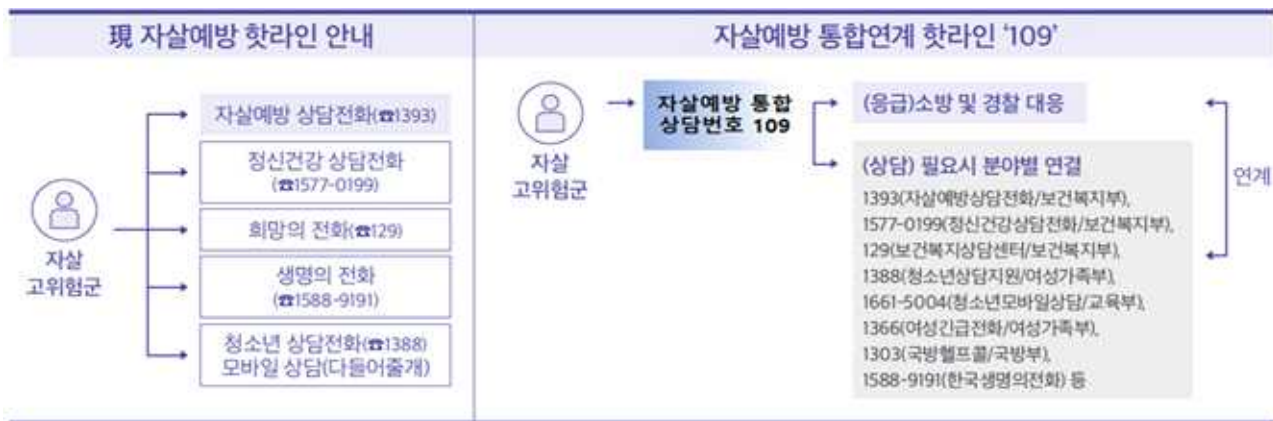 現 자살예방 핫라인 안내
자살
고위험군
자살예방 상담전화(☎1393)
정신건강 상담전화
(☎1577-0199)
희망의 전화(☎129)
생명의 전화
(☎1588-9191)
청소년 상담전화(☎1388)
모바일 상담(다들어줄개)
자살예방 통합연계 핫라인 ‘109’
자살
고위험군
자살예방 통합
상담번호 109
(응급)소방 및 경찰 대응
(상담) 필요시 분야별 연결
1393(자살예방상담전화/보건복지부),
1577-0199(정신건강상담전화/보건복지부),
129(보건복지상담센터/보건복지부),
1388(청소년상담지원/여성가족부),
1661-5004(청소년모바일상담/교육부),
1366(여성긴급전화/여성가족부),
1303(국방헬프콜/국방부),
1588-9191(한국생명의전화) 등
연계